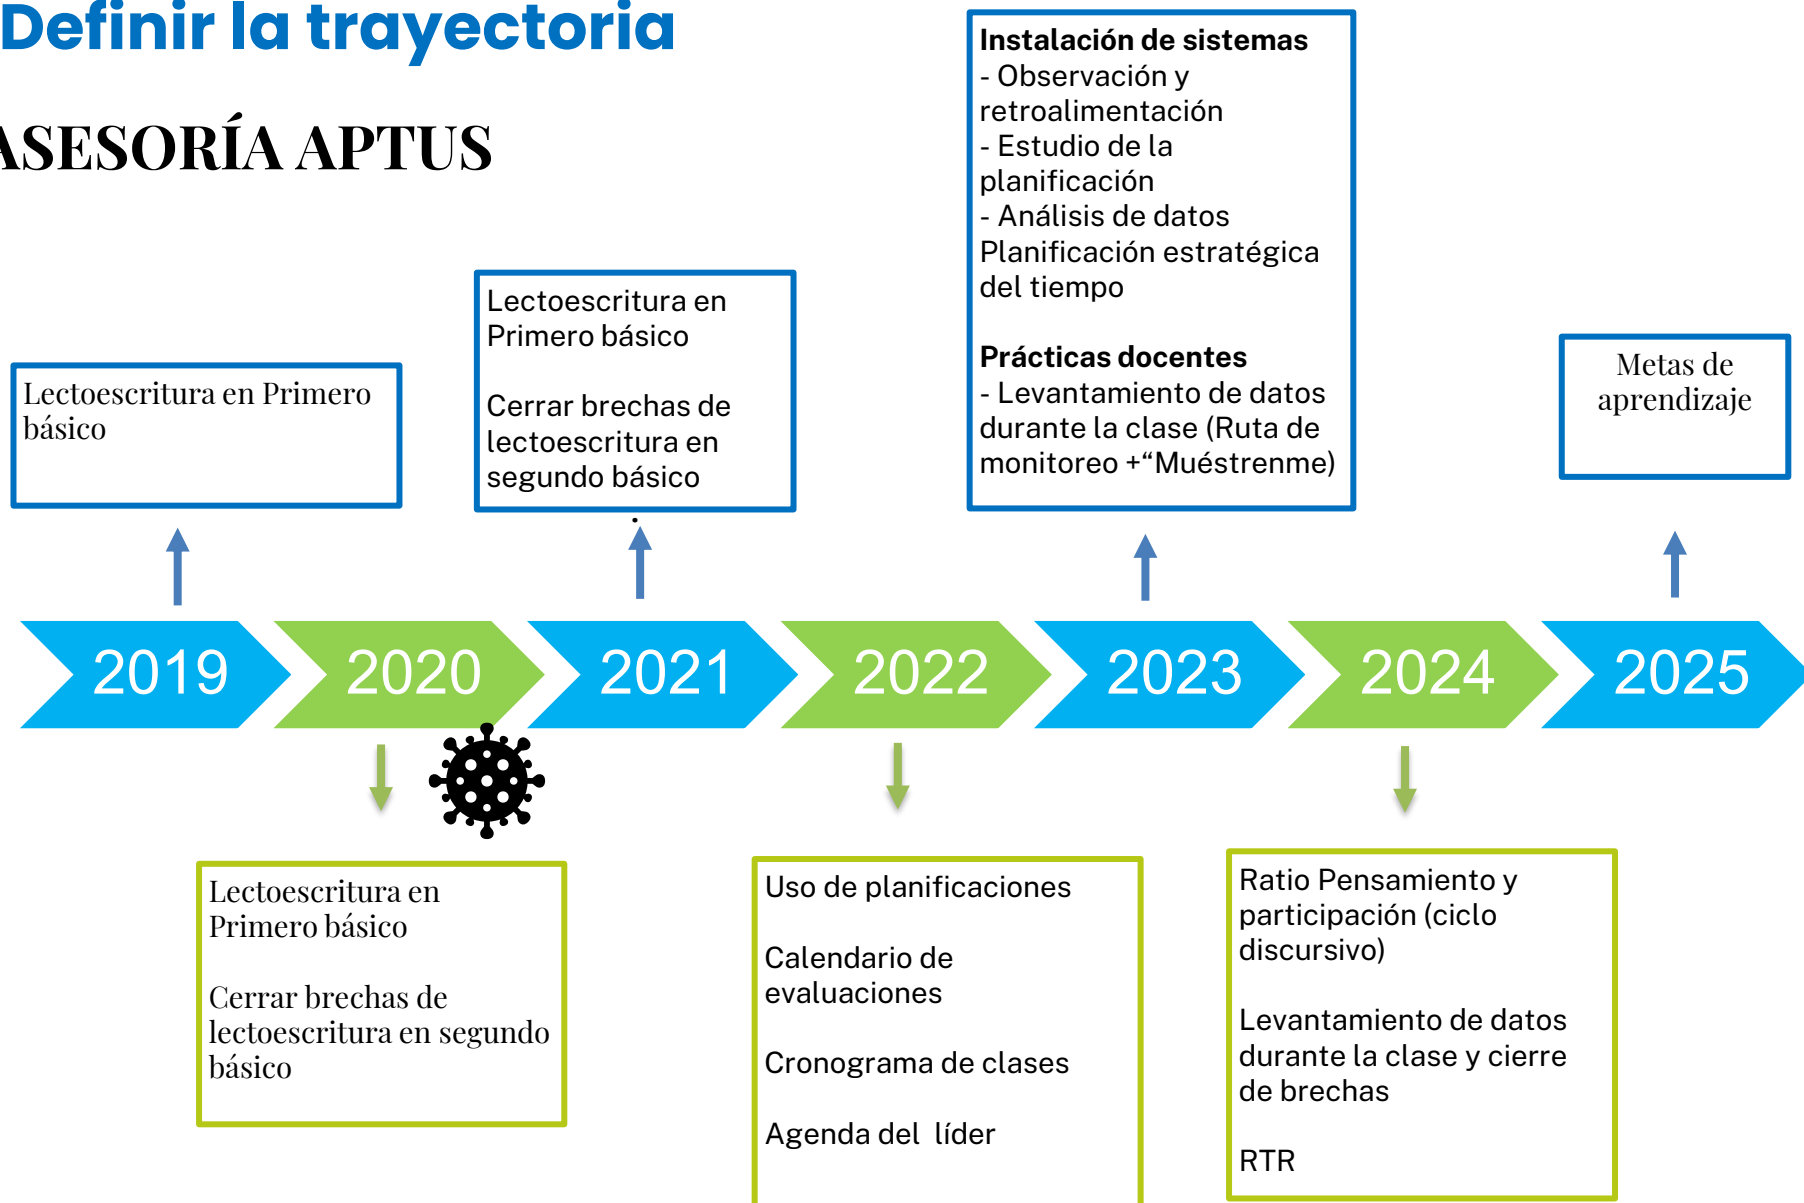 Definir la trayectoria
ASESORÍA APTUS
Instalación de sistemas
- Observación y
retroalimentación
- Estudio de la
planificación
- Análisis de datos
Planificación estratégica
del tiempo
Prácticas docentes
- Levantamiento de datos
durante la clase (Ruta de
monitoreo +“Muéstrenme)
Lectoescritura en
Primero básico
Cerrar brechas de
lectoescritura en
segundo básico
.
Lectoescritura en Primero
básico
Metas de
aprendizaje
2019
2020
2021
2022
2023
2024
2025
Lectoescritura en
Primero básico
Cerrar brechas de
lectoescritura en segundo
básico
Uso de planificaciones
Calendario de
evaluaciones
Cronograma de clases
Agenda del  líder
Ratio Pensamiento y
participación (ciclo
discursivo)
Levantamiento de datos
durante la clase y cierre
de brechas
RTR